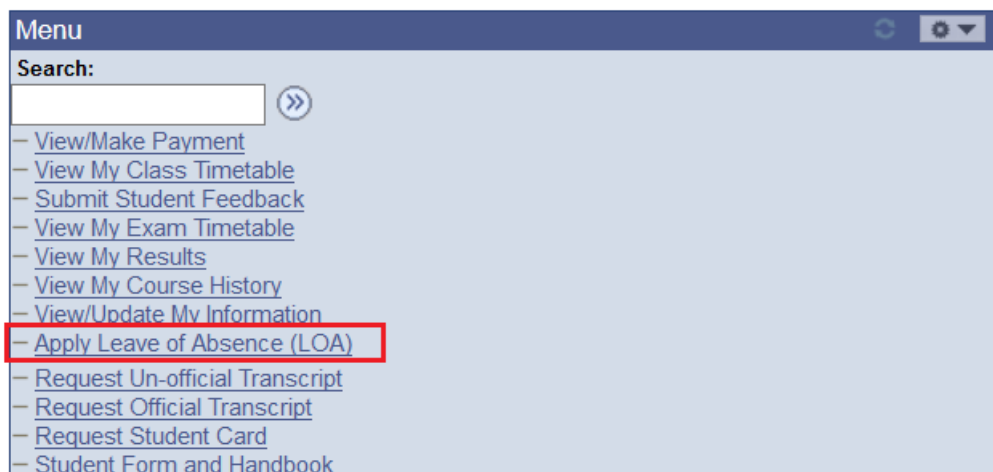 Menu
Search:
– View/Make Payment
– View My Class Timetable
– Submit Student Feedback
– View My Exam Timetable
– View My Results
– View My Course History
– View/Update My Information
– Apply Leave of Absence (LOA)
– Request Un-official Transcript
– Request Official Transcript
– Request Student Card
– Student Form and Handbook